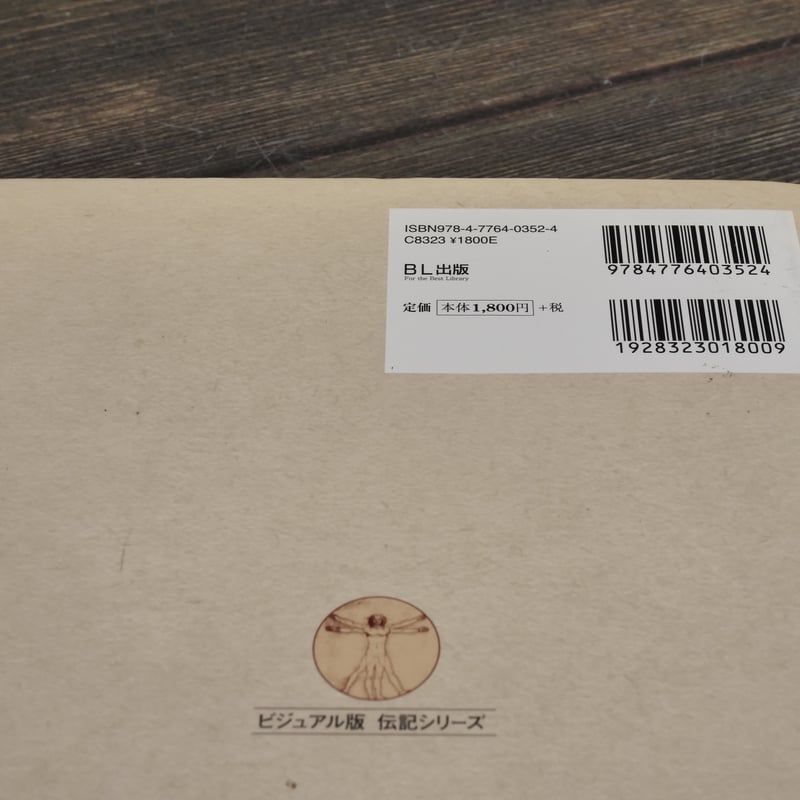 ISBN978-4-7764-0352-4
C8323 ¥1800E
BL出版
For the Best Library
定価 本体1,800円 +税
9784776403524
1928323018009
ビジュアル版 伝記シリーズ